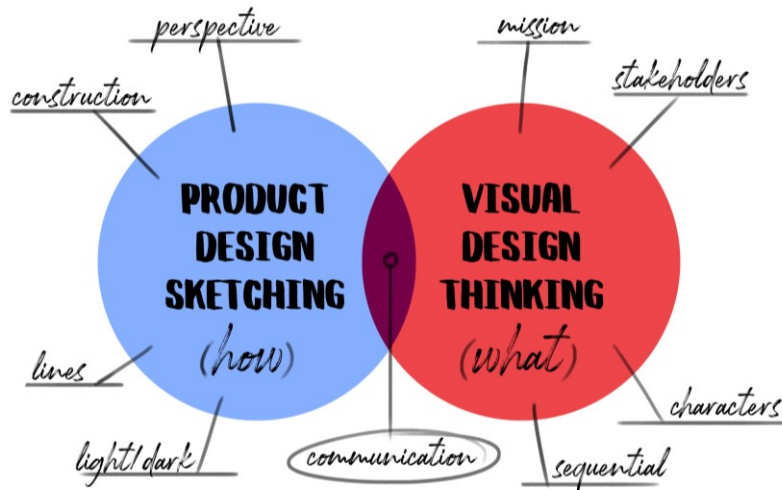 perspective
mission
construction
stakeholders
PRODUCT
DESIGN
SKETCHING
(how)
VISUAL
DESIGN
THINKING
(what)
lines
light/dark
communication
characters
sequential